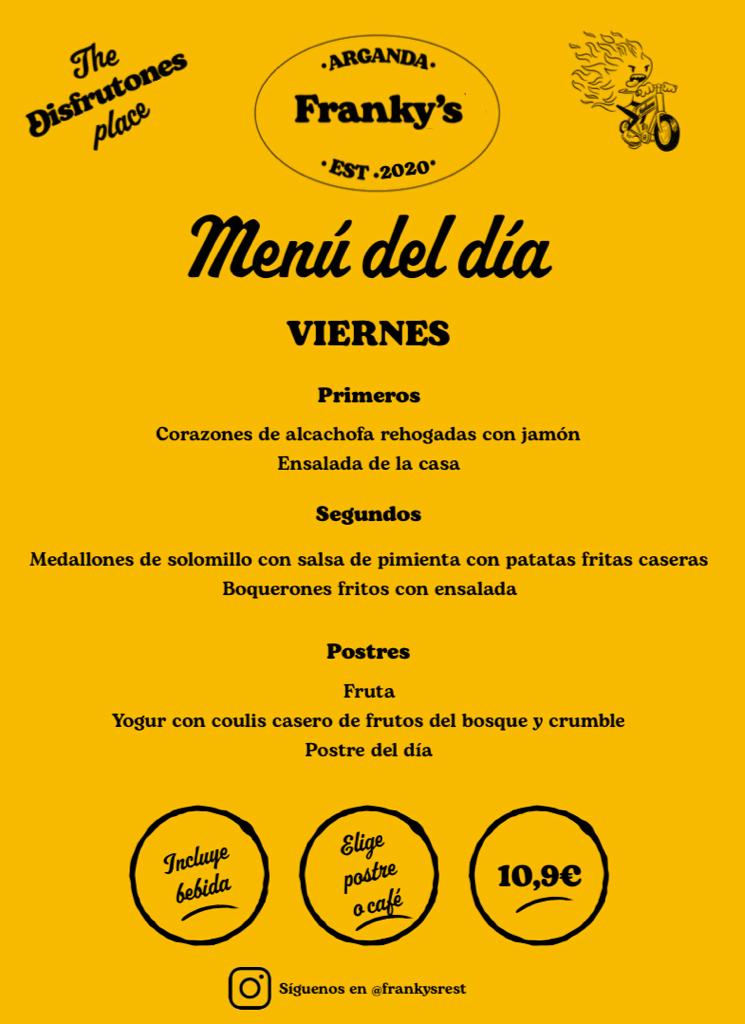 The
Disfrutones
place
·ARGANDA·
Franky's
·EST·2020·
Menú del día
VIERNES
Primeros
Corazones de alcachofa rehogadas con jamón
Ensalada de la casa
Segundos
Medallones de solomillo con salsa de pimienta con patatas fritas caseras
Boquerones fritos con ensalada
Postres
Fruta
Yogur con coulis casero de frutos del bosque y crumble
Postre del día
Incluye
bebida
Elige
postre
o café
10,9€
Síguenos en @frankysrest